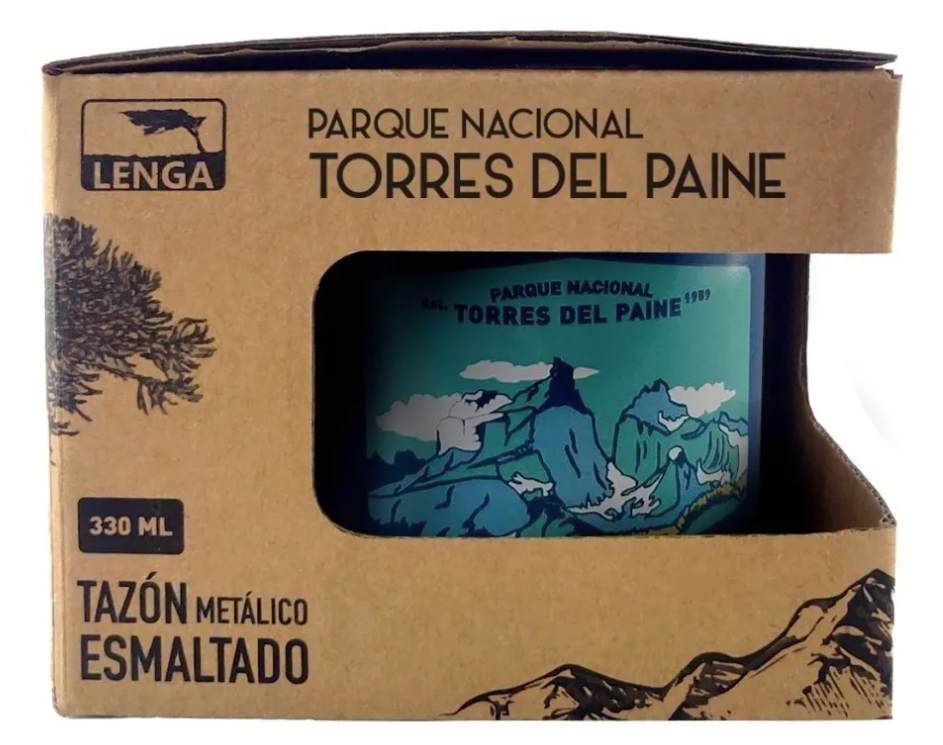 LENGA
PARQUE NACIONAL
TORRES DEL PAINE
PARQUE NACIONAL
Est. TORRES DEL PAINE 1959
330 ML
TAZÓN METÁLICO
ESMALTADO